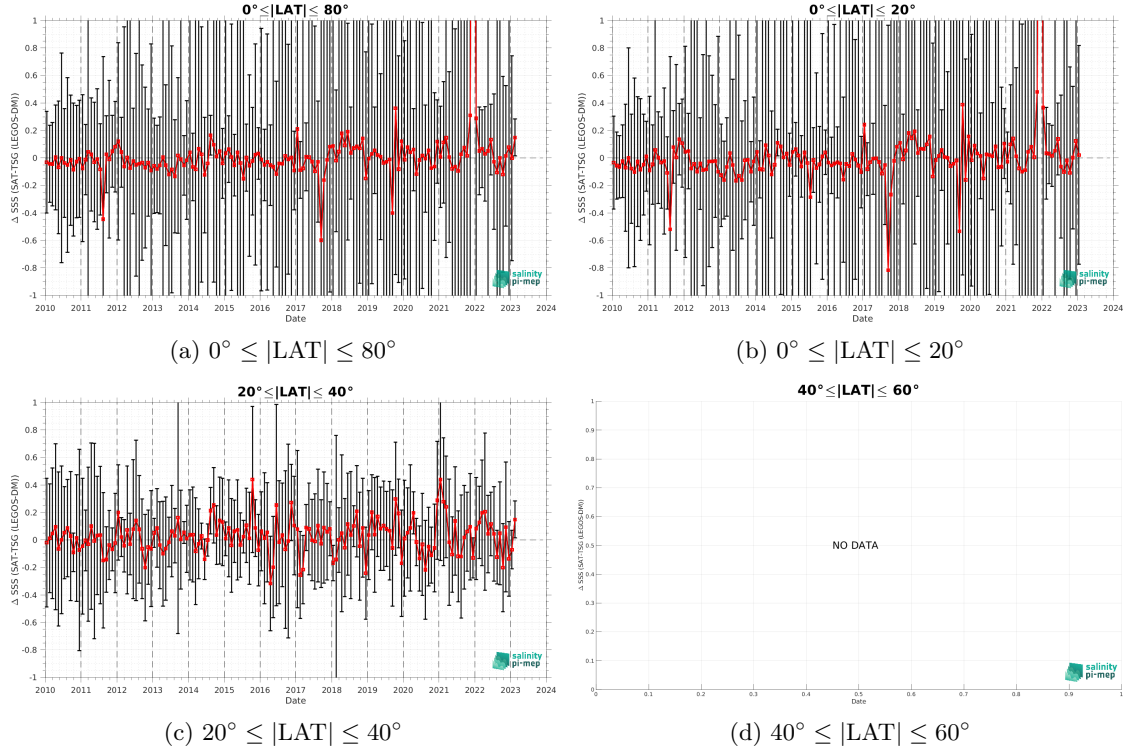 0°≤|LAT|≤ 80°
Δ SSS (SAT-TSG (LEGOS-DM))
1
0.8
0.6
0.4
0.2
0
-0.2
-0.4
-0.6
-0.8
-1
2010 2011 2012 2013 2014 2015 2016 2017 2018 2019 2020 2021 2022 2023 2024
Date
salinity
pi-mep
(a) 0° ≤ |LAT| ≤ 80°
0°≤|LAT|≤ 20°
Δ SSS (SAT-TSG (LEGOS-DM))
1
0.8
0.6
0.4
0.2
0
-0.2
-0.4
-0.6
-0.8
-1
2010 2011 2012 2013 2014 2015 2016 2017 2018 2019 2020 2021 2022 2023 2024
Date
salinity
pi-mep
(b) 0° ≤ |LAT| ≤ 20°
20°≤|LAT|≤ 40°
Δ SSS (SAT-TSG (LEGOS-DM))
1
0.8
0.6
0.4
0.2
0
-0.2
-0.4
-0.6
-0.8
-1
2010 2011 2012 2013 2014 2015 2016 2017 2018 2019 2020 2021 2022 2023 2024
Date
salinity
pi-mep
(c) 20° ≤ |LAT| ≤ 40°
40°≤|LAT|≤ 60°
Δ SSS (SAT-TSG (LEGOS-DM))
1
0.9
0.8
0.7
0.6
0.5
0.4
0.3
0.2
0.1
0
NO DATA
0 0.1 0.2 0.3 0.4 0.5 0.6 0.7 0.8 0.9 1
Date
salinity
pi-mep
(d) 40° ≤ |LAT| ≤ 60°